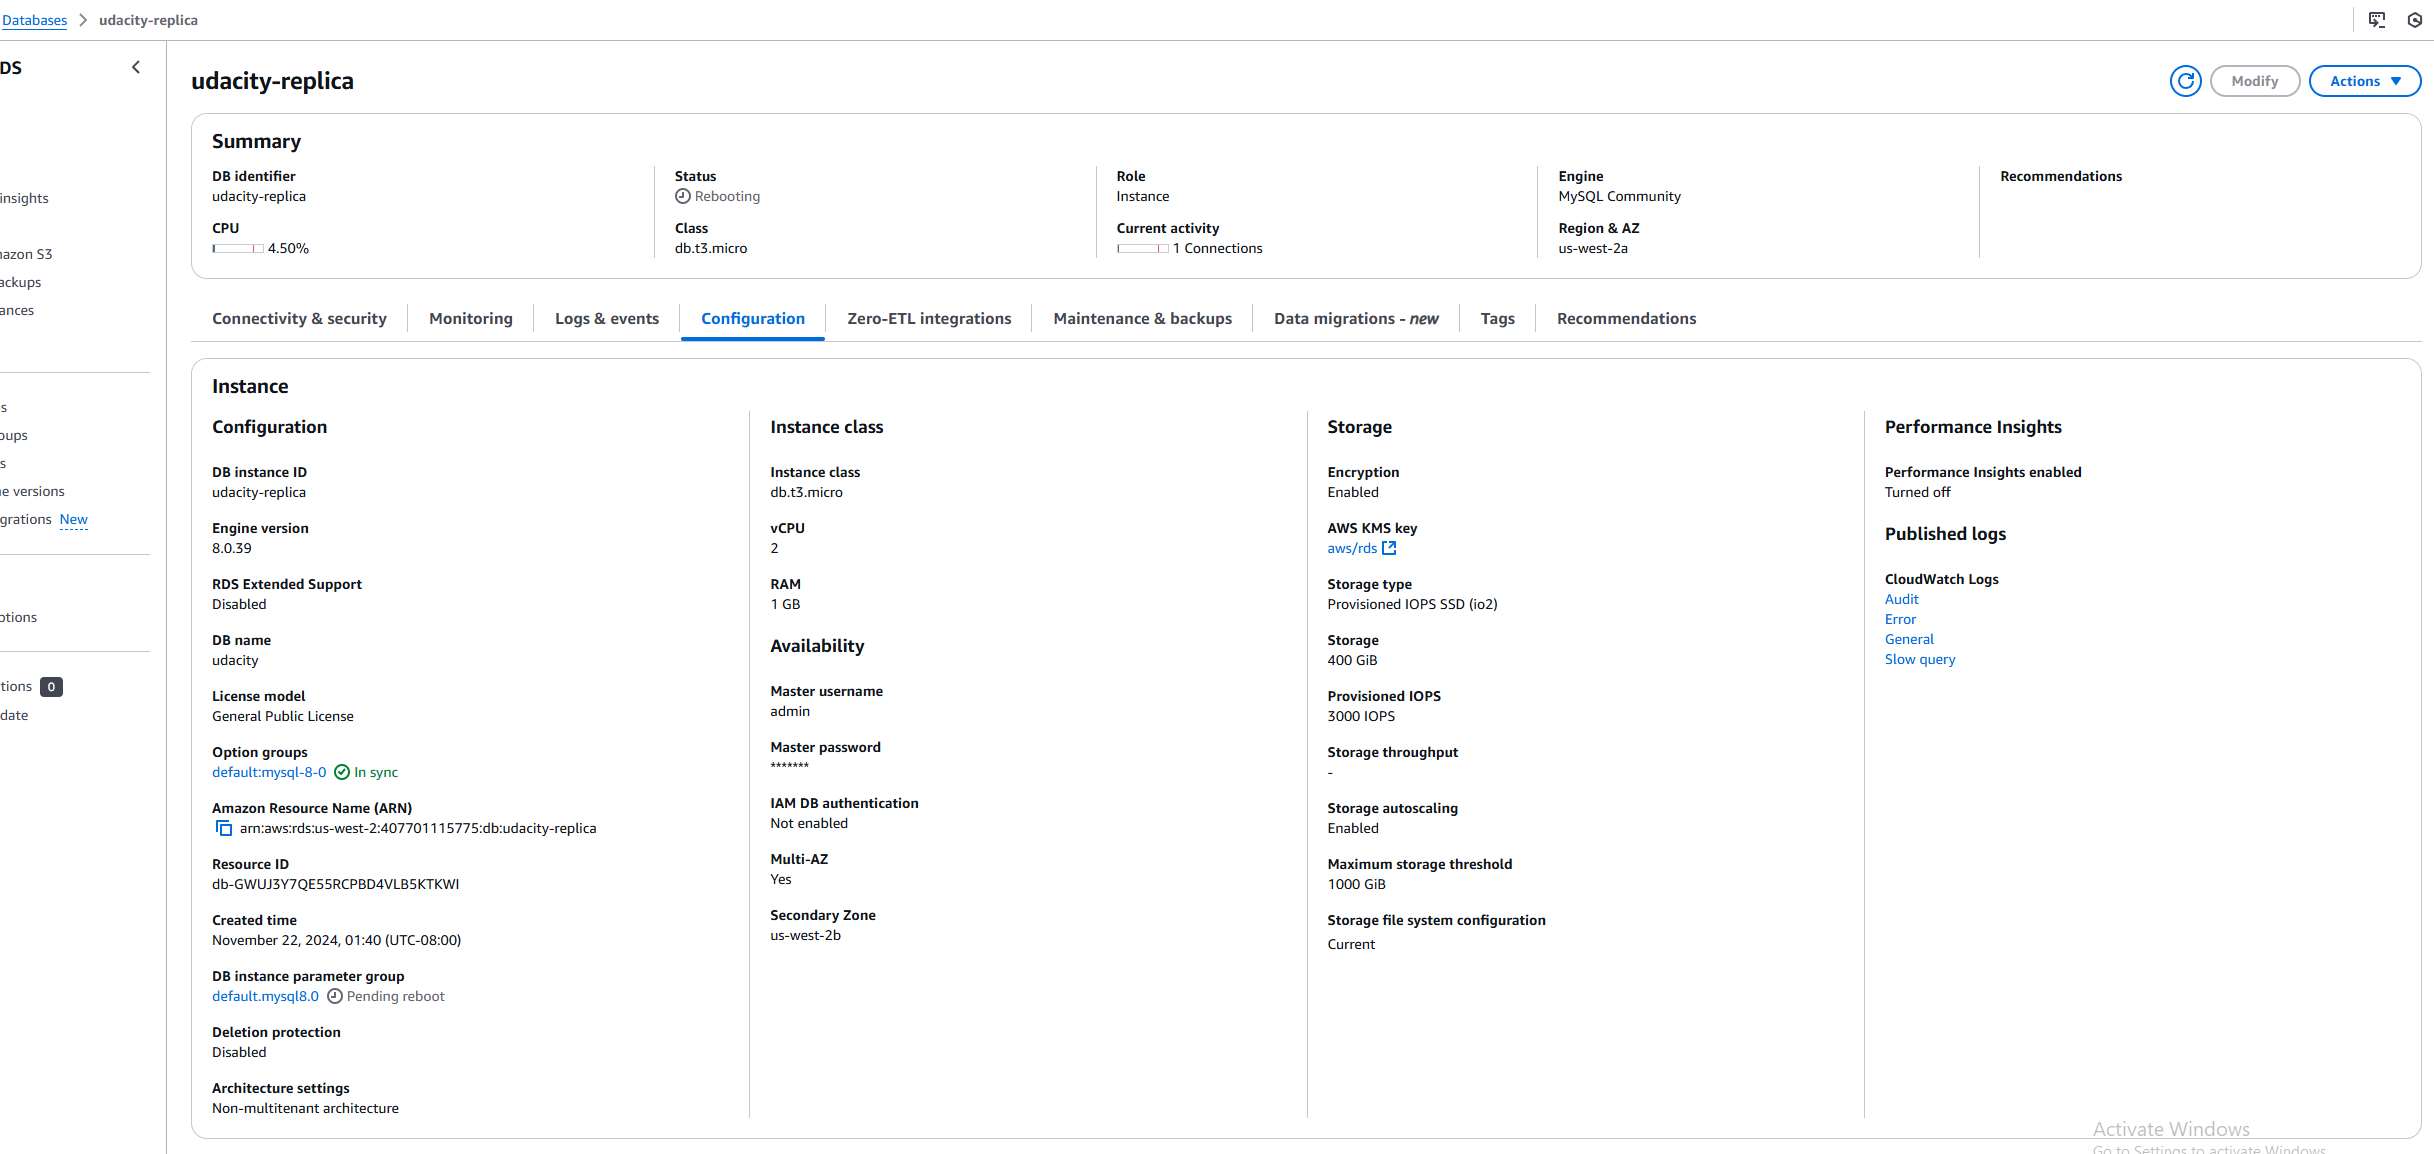 Databases > udacity-replica
DS
udacity-replica
Modify
Actions
Summary
DB identifier
udacity-replica
CPU
4.50%
Status
Rebooting
Class
db.t3.micro
Role
Instance
Current activity
1 Connections
Engine
MySQL Community
Region & AZ
us-west-2a
Recommendations
insights
nazon S3
ackups
ances
s
oups
s
e versions
grations New
otions
tions 0
date
Connectivity & security
Monitoring
Logs & events
Configuration
Zero-ETL integrations
Maintenance & backups
Data migrations - new
Tags
Recommendations
Instance
Configuration
DB instance ID
udacity-replica
Engine version
8.0.39
RDS Extended Support
Disabled
DB name
udacity
License model
General Public License
Option groups
default:mysql-8-0 In sync
Amazon Resource Name (ARN)
arn:aws:rds:us-west-2:407701115775:db:udacity-replica
Resource ID
db-GWUJ3Y7QE55RCPBD4VLB5KTKWI
Created time
November 22, 2024, 01:40 (UTC-08:00)
DB instance parameter group
default.mysql8.0 Pending reboot
Deletion protection
Disabled
Architecture settings
Non-multitenant architecture
Instance class
Instance class
db.t3.micro
vCPU
2
RAM
1 GB
Availability
Master username
admin
Master password
*******
IAM DB authentication
Not enabled
Multi-AZ
Yes
Secondary Zone
us-west-2b
Storage
Encryption
Enabled
AWS KMS key
aws/rds
Storage type
Provisioned IOPS SSD (io2)
Storage
400 GiB
Provisioned IOPS
3000 IOPS
Storage throughput
-
Storage autoscaling
Enabled
Maximum storage threshold
1000 GiB
Storage file system configuration
Current
Performance Insights
Performance Insights enabled
Turned off
Published logs
CloudWatch Logs
Audit
Error
General
Slow query
Activate Windows
Go to Settings to activate Windows.